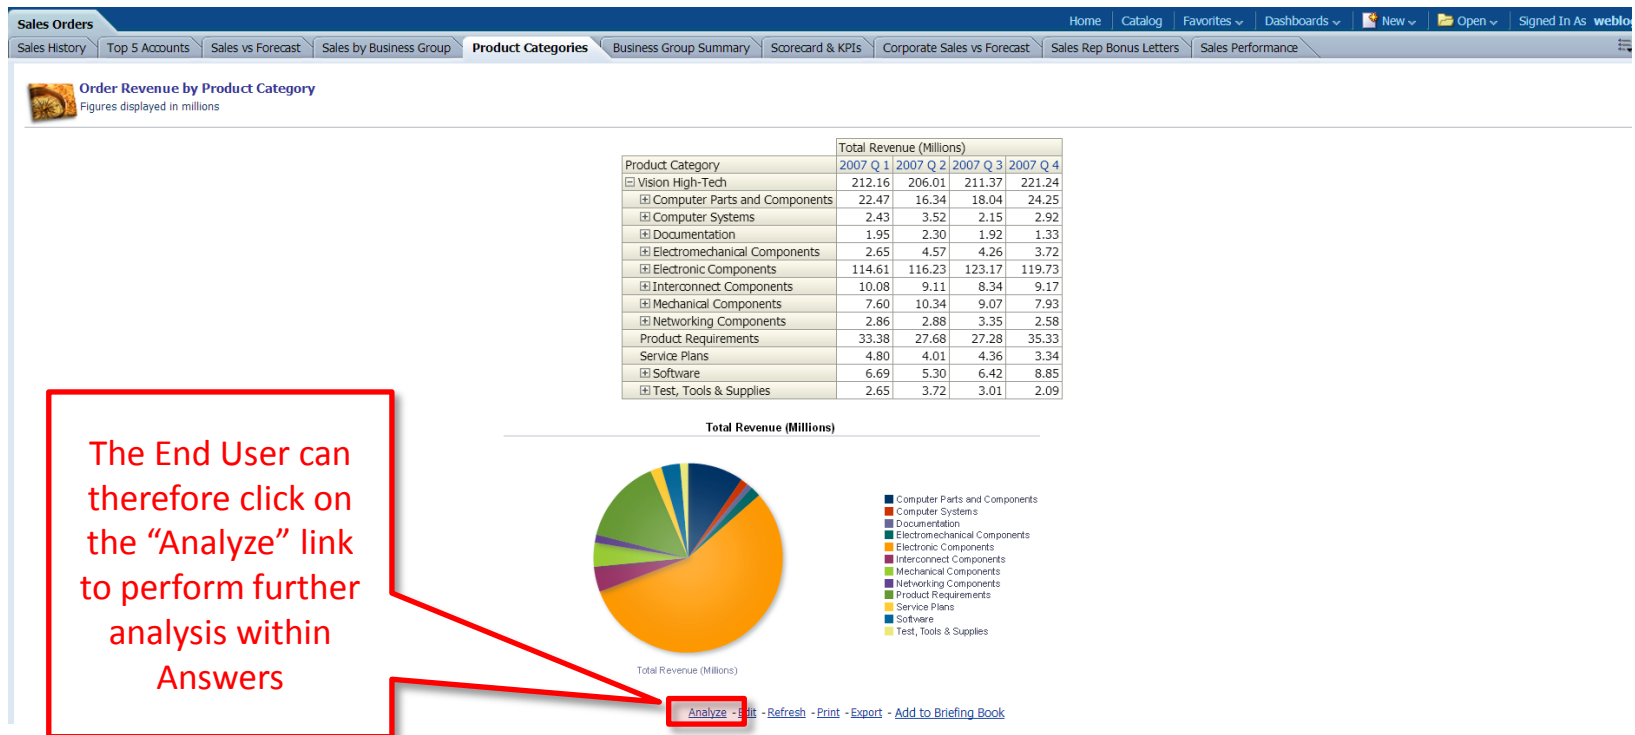 Sales Orders
Home Catalog Favorites Dashboards New Open Signed In As weblog
Sales History Top 5 Accounts Sales vs Forecast Sales by Business Group Product Categories Business Group Summary Scorecard & KPIs Corporate Sales vs Forecast Sales Rep Bonus Letters Sales Performance
Order Revenue by Product Category
Figures displayed in millions
Total Revenue (Millions)
Product Category 2007 Q 1 2007 Q 2 2007 Q 3 2007 Q 4
Vision High-Tech 212.16 206.01 211.37 221.24
Computer Parts and Components 22.47 16.34 18.04 24.25
Computer Systems 2.43 3.52 2.15 2.92
Documentation 1.95 2.30 1.92 1.33
Electromechanical Components 2.65 4.57 4.26 3.72
Electronic Components 114.61 116.23 123.17 119.73
Interconnect Components 10.08 9.11 8.34 9.17
Mechanical Components 7.60 10.34 9.07 7.93
Networking Components 2.86 2.88 3.35 2.58
Product Requirements 33.38 27.68 27.28 35.33
Service Plans 4.80 4.01 4.36 3.34
Software 6.69 5.30 6.42 8.85
Test, Tools & Supplies 2.65 3.72 3.01 2.09
Total Revenue (Millions)
Computer Parts and Components
Computer Systems
Documentation
Electromechanical Components
Electronic Components
Interconnect Components
Mechanical Components
Networking Components
Product Requirements
Service Plans
Software
Test, Tools & Supplies
Total Revenue (Millions)
Analyze - Edit - Refresh - Print - Export - Add to Briefing Book
The End User can
therefore click on
the “Analyze” link
to perform further
analysis within
Answers